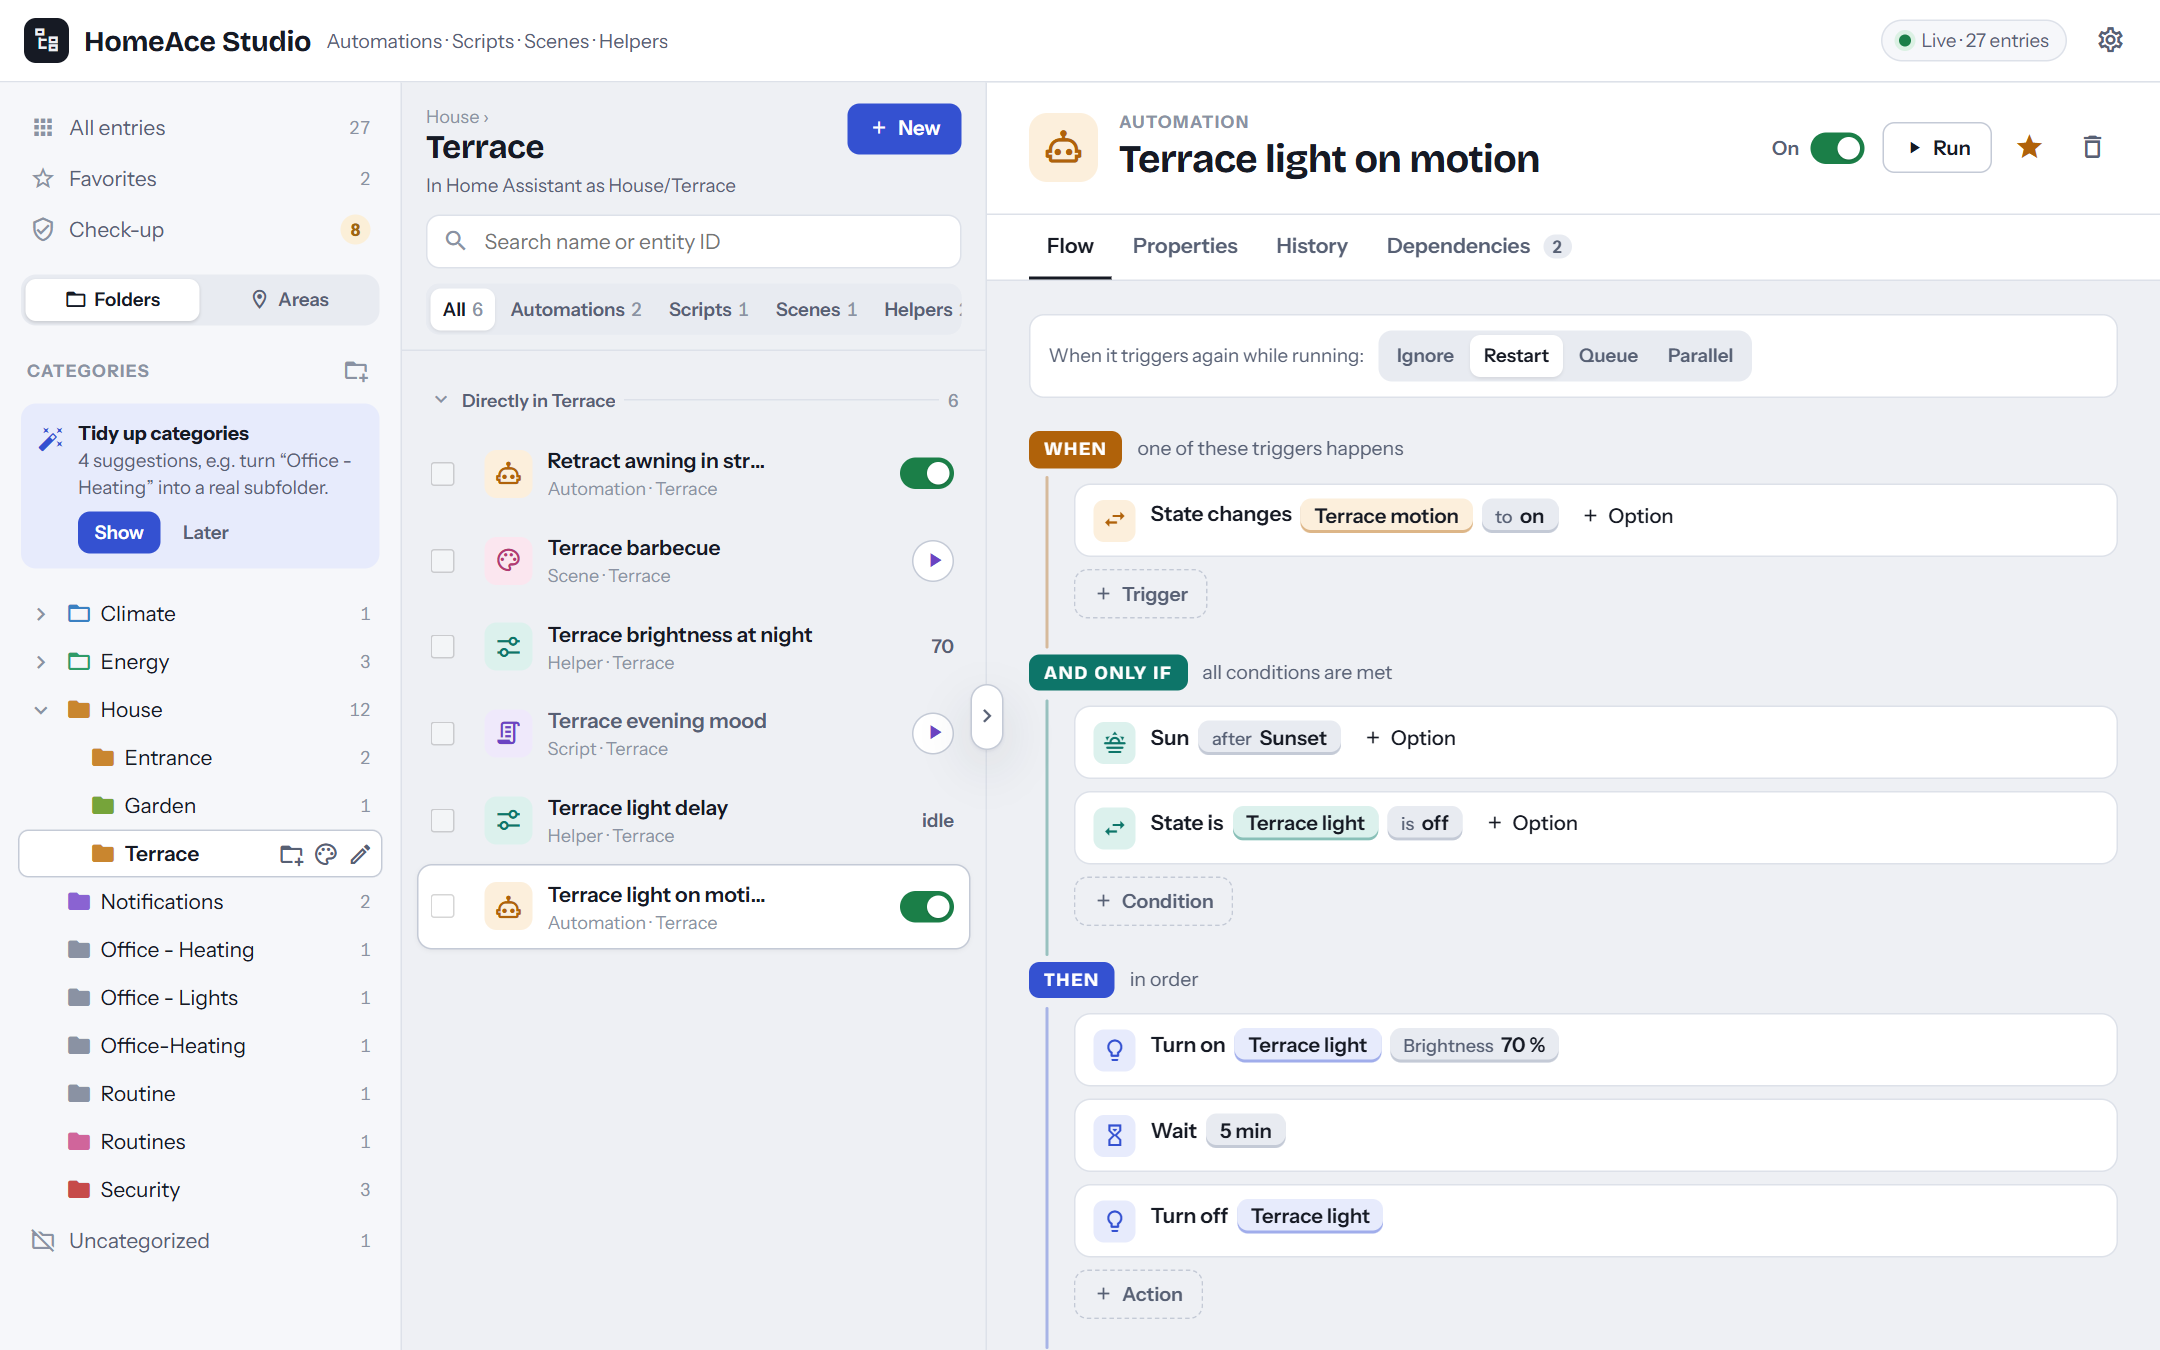 HomeAce Studio
Automations · Scripts · Scenes · Helpers
Live · 27 entries
All entries 27
Favorites 2
Check-up 8
Folders
Areas
CATEGORIES
Tidy up categories
4 suggestions, e.g. turn “Office -
Heating” into a real subfolder.
Show
Later
Climate 1
Energy 3
House 12
Entrance 2
Garden 1
Terrace
Notifications 2
Office - Heating 1
Office - Lights 1
Office-Heating 1
Routine 1
Routines 1
Security 3
Uncategorized 1
House ›
Terrace
In Home Assistant as House/Terrace
+ New
Search name or entity ID
All 6
Automations 2
Scripts 1
Scenes 1
Helpers
Directly in Terrace 6
Retract awning in str...
Automation · Terrace
Terrace barbecue
Scene · Terrace
Terrace brightness at night
Helper · Terrace
70
Terrace evening mood
Script · Terrace
Terrace light delay
Helper · Terrace
idle
Terrace light on moti...
Automation · Terrace
AUTOMATION
Terrace light on motion
On
Run
Flow
Properties
History
Dependencies 2
When it triggers again while running:
Ignore
Restart
Queue
Parallel
WHEN one of these triggers happens
State changes Terrace motion to on + Option
+ Trigger
AND ONLY IF all conditions are met
Sun after Sunset + Option
State is Terrace light is off + Option
+ Condition
THEN in order
Turn on Terrace light Brightness 70 %
Wait 5 min
Turn off Terrace light
+ Action